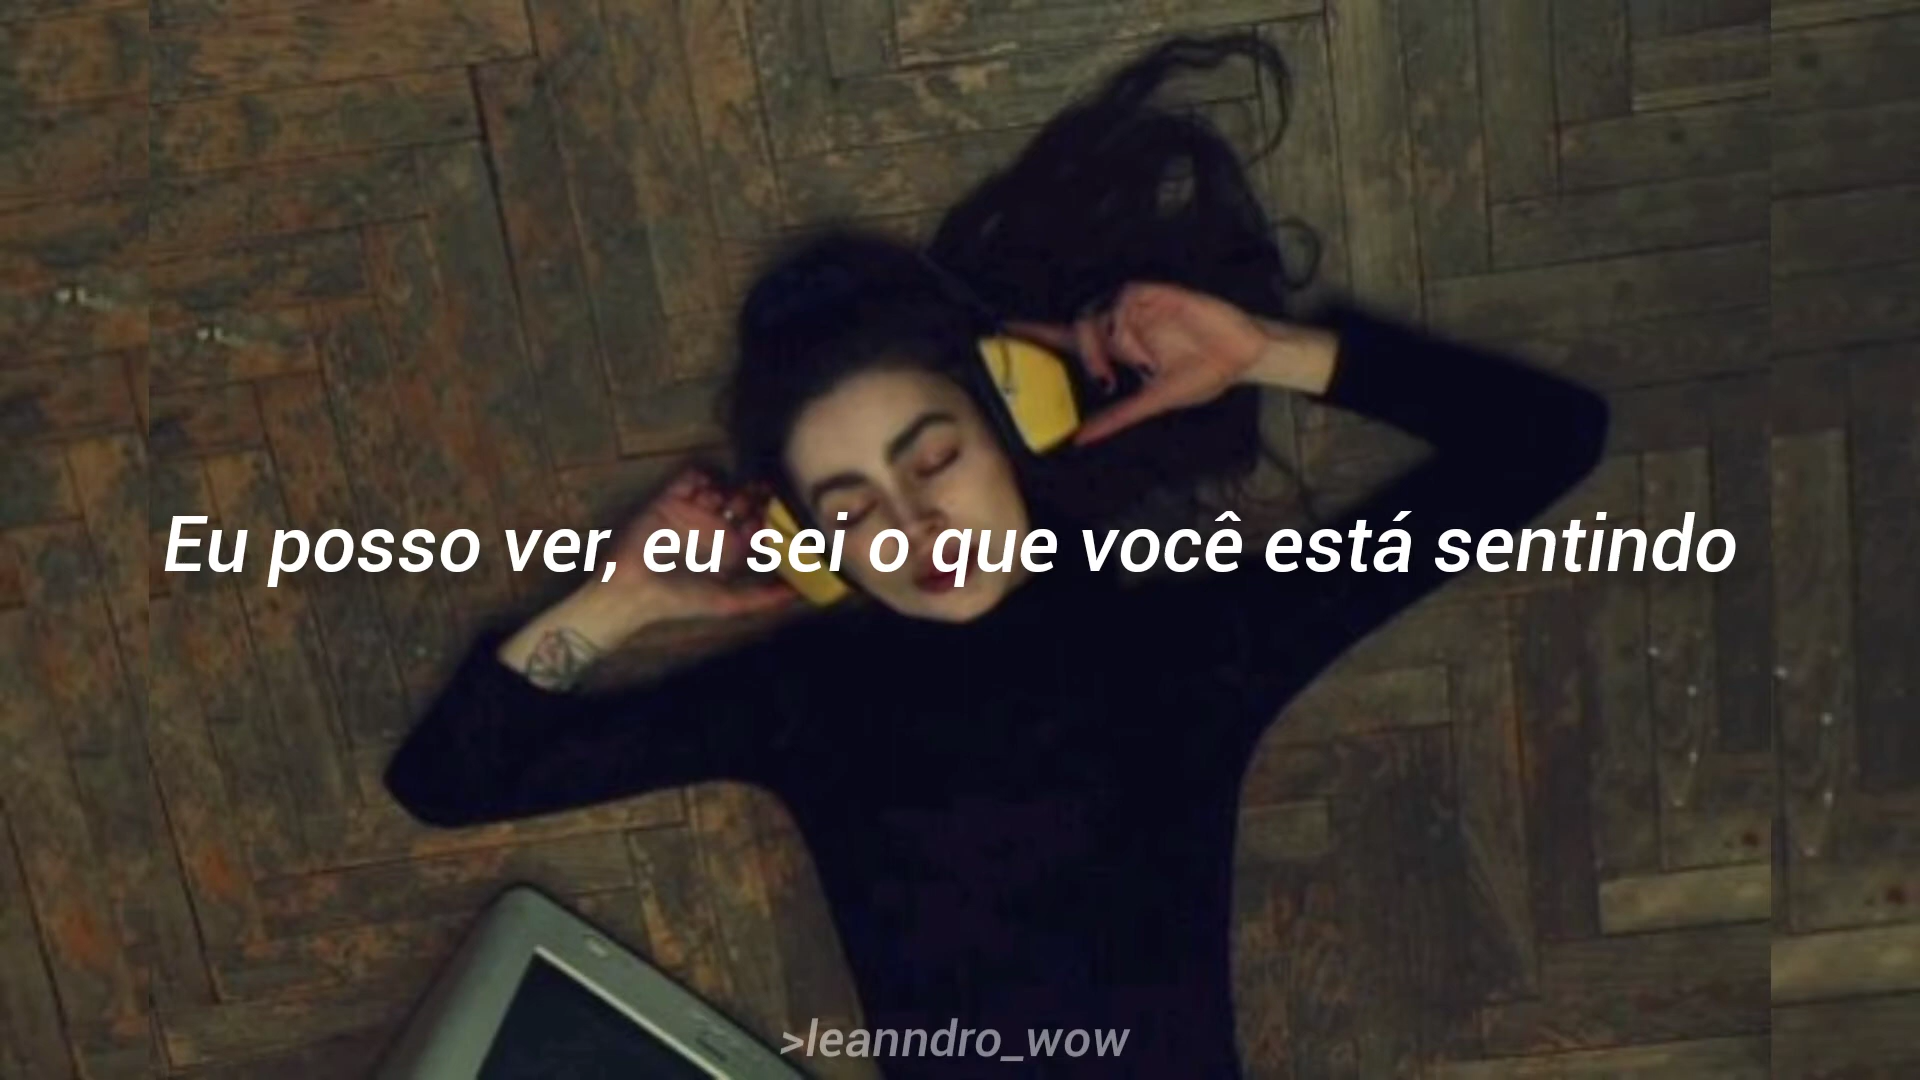 Eu posso ver, eu sei o que você está sentindo
>leanndro_wow